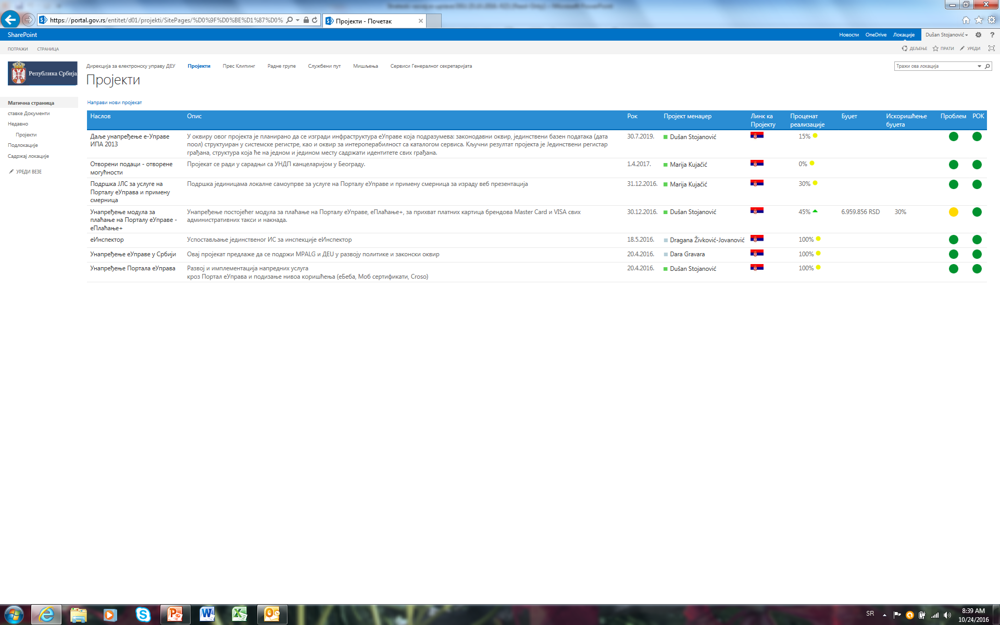 https://portal.gov.rs/entitet/d01/projekti/SitePages/%D0%9F%D0%BE%D1%87%D0%
Пројекти - Почетак
SharePoint
Новости
OneDrive
Локације
Dušan Stojanović
?
ПОТРАЖИ
СТРАНИЦА
ДЕЉЕЊЕ
ПРАТИ
УРЕДИ
Република Србија
Дирекција за електронску управу ДЕУ
Пројекти
Прес Клипинг
Радне групе
Службени пут
Мишљења
Сервиси Генералног секретаријата
Тражи ова локација
Пројекти
Матична страница
ставке Документи
Недавно
Пројекти
Подлокације
Садржај локације
УРЕДИ ВЕЗЕ
Направи нови пројекат
Наслов
Опис
Рок
Пројект менаџер
Линк ка
Пројекту
Проценат
реализације
Буџет
Искоришћење
буџета
Проблем
РОК
Даље унапређење е-Управе
ИПА 2013
У оквиру овог пројекта је планирано да се изгради инфраструктура еУправе која подразумева: законодавни оквир, јединствени базен података (дата
поол) структуиран у системске регистре, као и оквир за интероперабилност са каталогом сервиса. Кључни резултат пројекта је Јединствени регистар
грађана, структура која ће на једном и једином месту садржати идентитете свих грађана.
30.7.2019.
Dušan Stojanović
15%
Отворени подаци - отворене
могућности
Пројекат се ради у сарадњи са УНДП канцеларијом у Београду.
1.4.2017.
Marija Kujačić
0%
Подршка ЈЛС за услуге на
Порталу еУправа и примену
смерница
Подршка јединицама локалне самоупрве за услуге на Порталу еУправе и примену смерница за израду веб презентација
31.12.2016.
Marija Kujačić
30%
Унапређење модула за
плаћање на Порталу еУправе -
еПлаћање+
Унапређење постојећег модула за плаћање на Порталу еУправе, еПлаћање+, за прихват платних картица брендова Master Card и VISA свих
административних такси и накнада.
30.12.2016.
Dušan Stojanović
45%
6.959.856 RSD
30%
еИнспектор
Успостављање јединственог ИС за инспекције еИнспектор
18.5.2016.
Dragana Živković-Jovanović
100%
Унапређење еУправе у Србији
Овај пројекат предлаже да се подржи MPALG и ДЕU у развоју политике и законски оквир
20.4.2016.
Dara Gravara
100%
Унапређење Портала еУправа
Развој и имплементација напредних услуга
кроз Портал еУправа и подизање нивоа коришћења (еБеба, Моб сертификати, Croso)
20.4.2016.
Dušan Stojanović
100%
SR
8:39 AM
10/24/2016